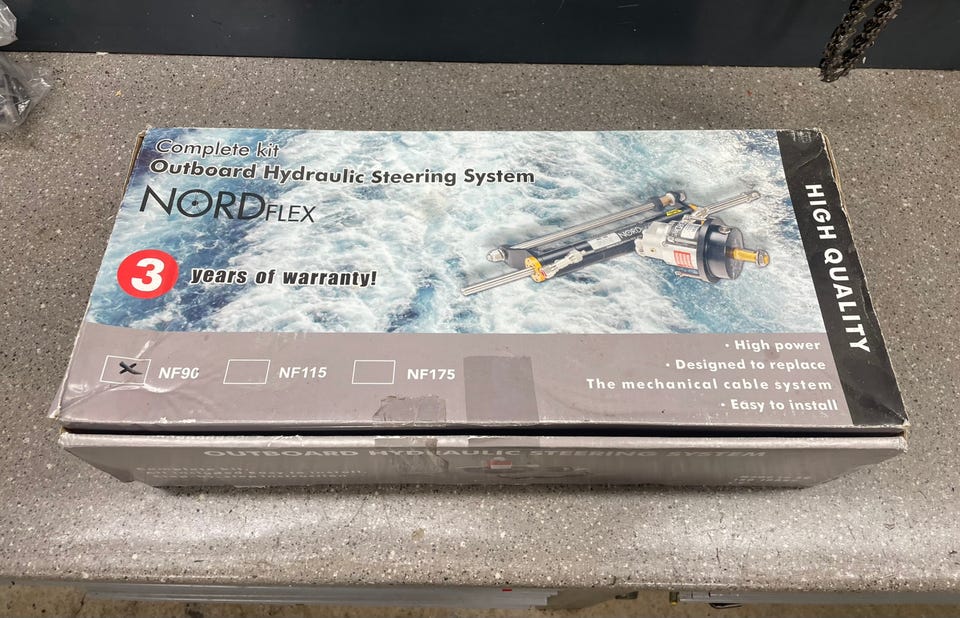 Complete kit
Outboard Hydraulic Steering System
NORDFLEX
3 years of warranty!
HIGH QUALITY
NF90
NF115
NF175
• High power
• Designed to replace
The mechanical cable system
• Easy to install
OUTBOARD HYDRAULIC STEERING SYSTEM
NORD